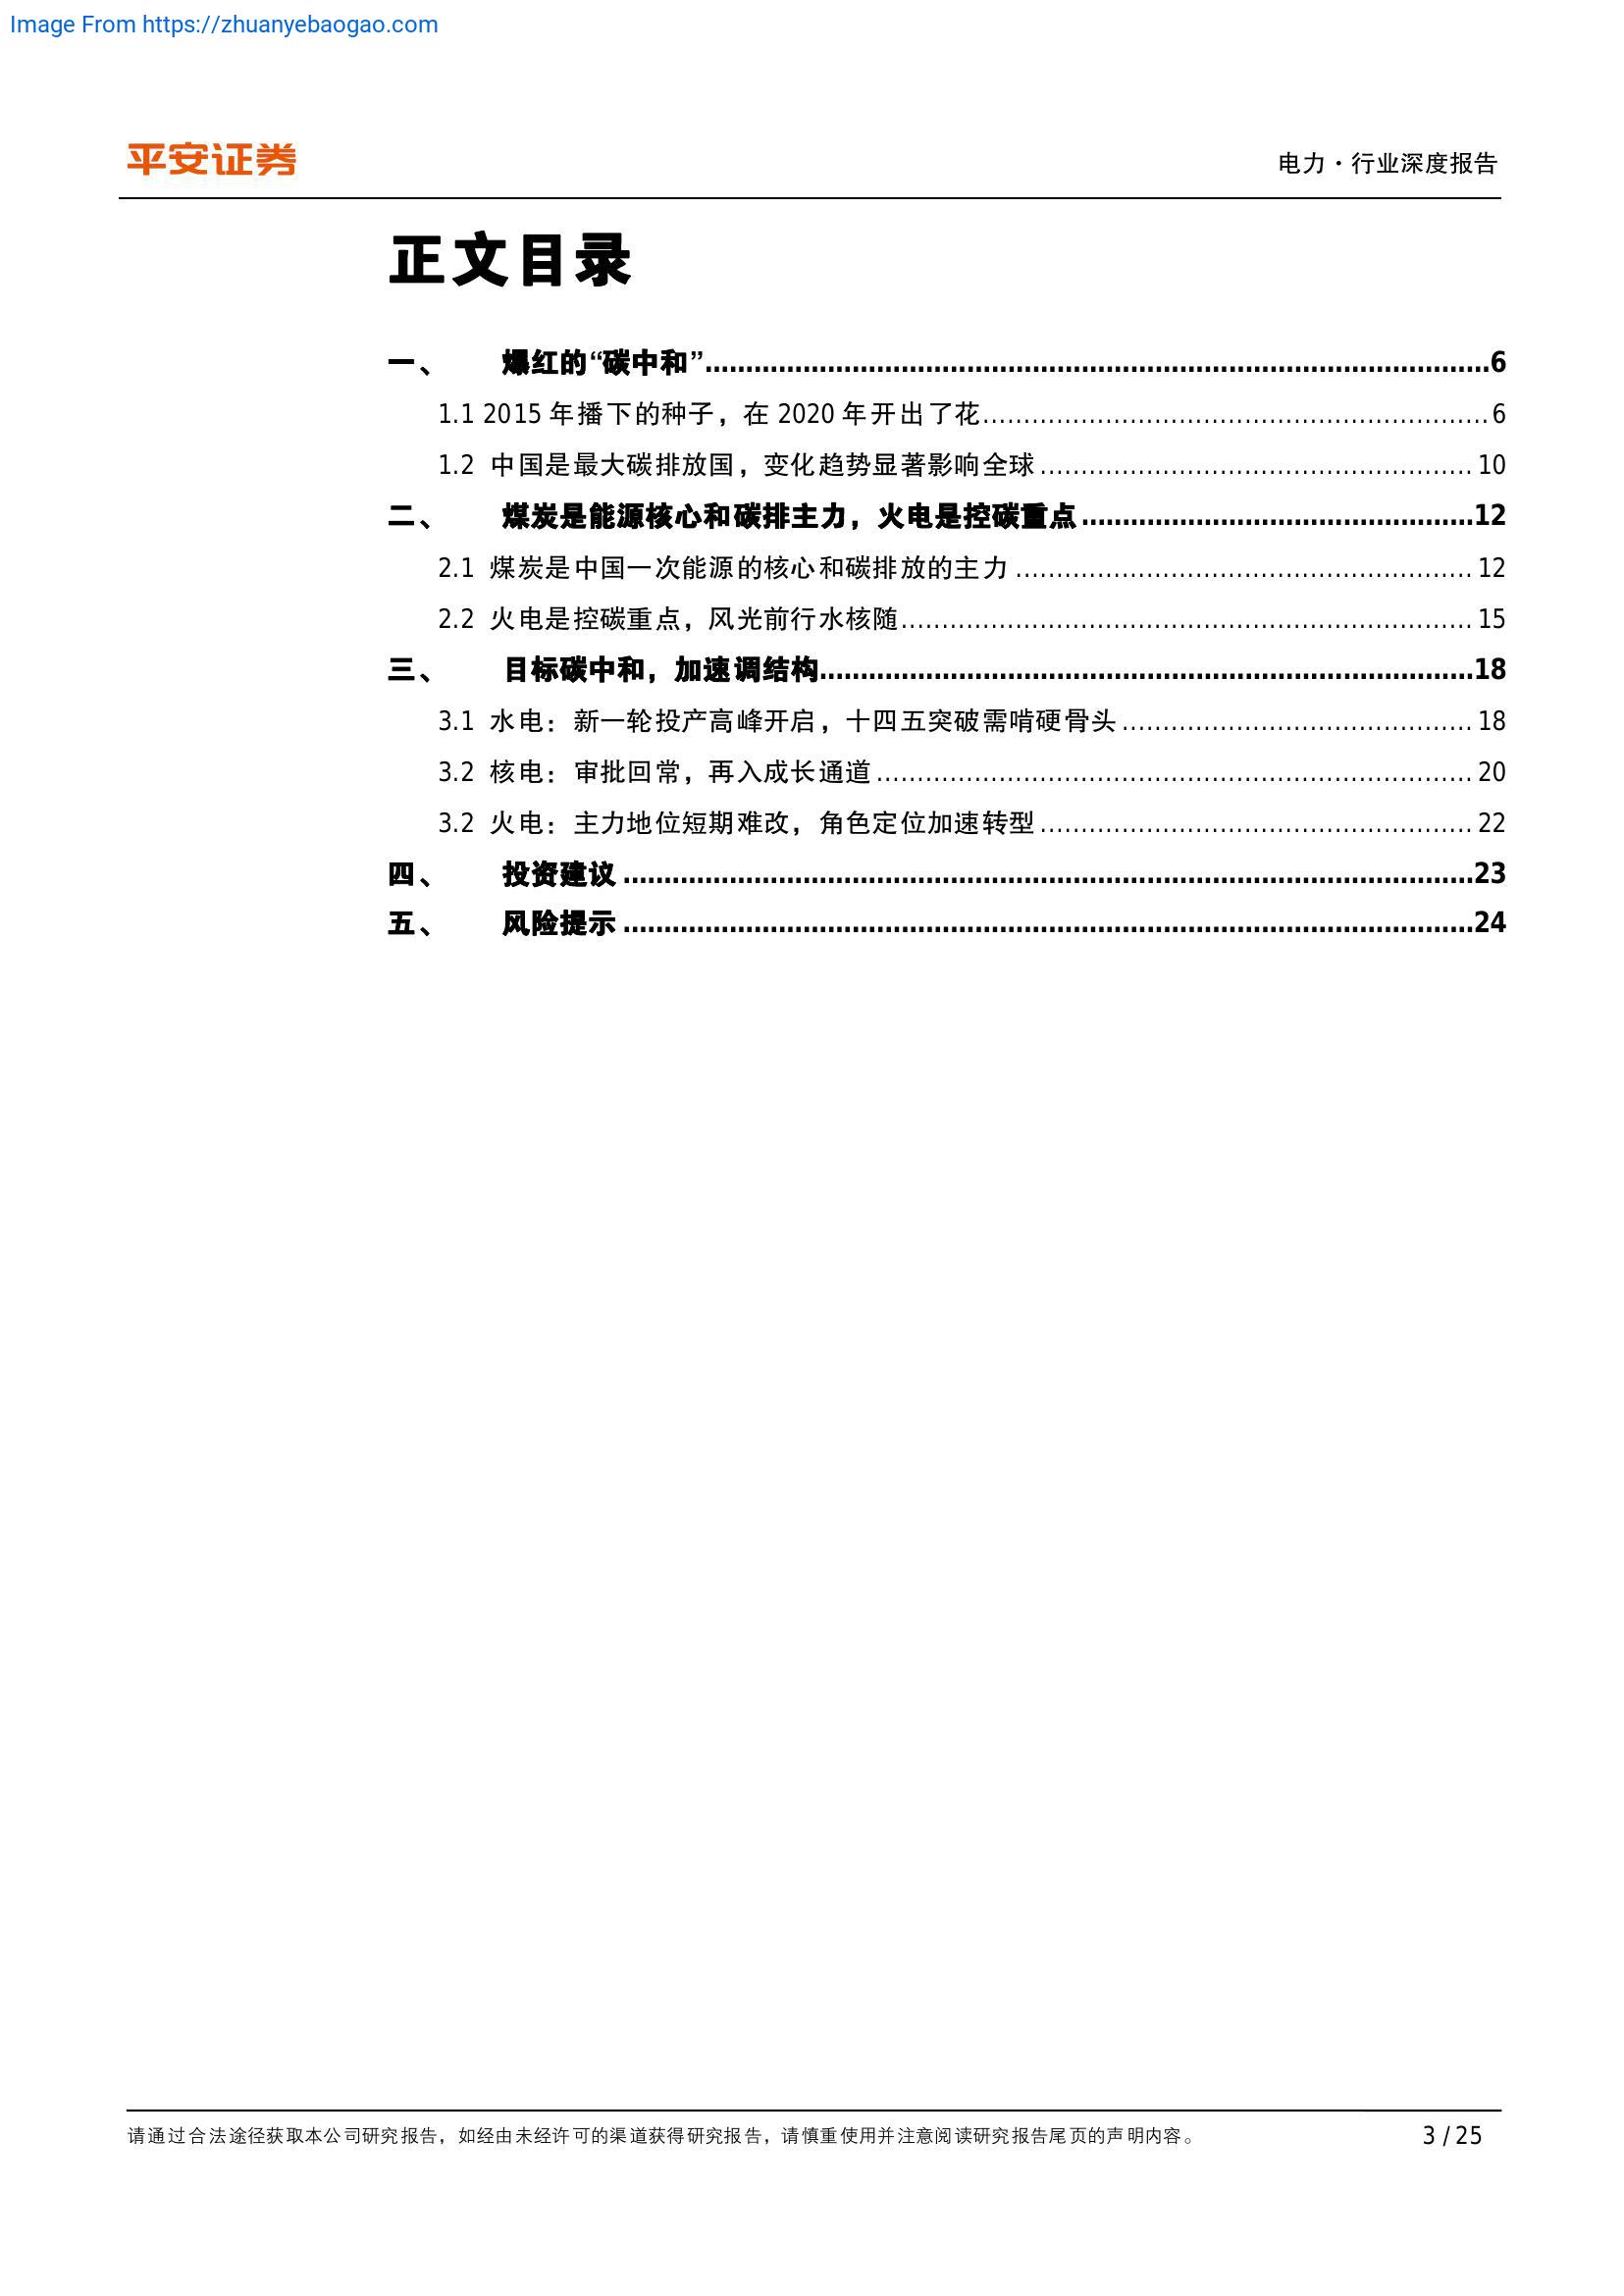 Image From https://zhuanyebaogao.com
平安证券
电力·行业深度报告
正文目录
一、 爆红的“碳中和”................................................................................................6
1.1 2015 年播下的种子，在 2020 年开出了花..............................................................6
1.2 中国是最大碳排放国，变化趋势显著影响全球.....................................................10
二、 煤炭是能源核心和碳排主力，火电是控碳重点................................................12
2.1 煤炭是中国一次能源的核心和碳排放的主力........................................................12
2.2 火电是控碳重点，风光前行水核随......................................................................15
三、 目标碳中和，加速调结构................................................................................18
3.1 水电：新一轮投产高峰开启，十四五突破需啃硬骨头...........................................18
3.2 核电：审批回常，再入成长通道.........................................................................20
3.2 火电：主力地位短期难改，角色定位加速转型.....................................................22
四、 投资建议........................................................................................................23
五、 风险提示........................................................................................................24
请通过合法途径获取本公司研究报告，如经由未经许可的渠道获得研究报告，请慎重使用并注意阅读研究报告尾页的声明内容。
3 / 25